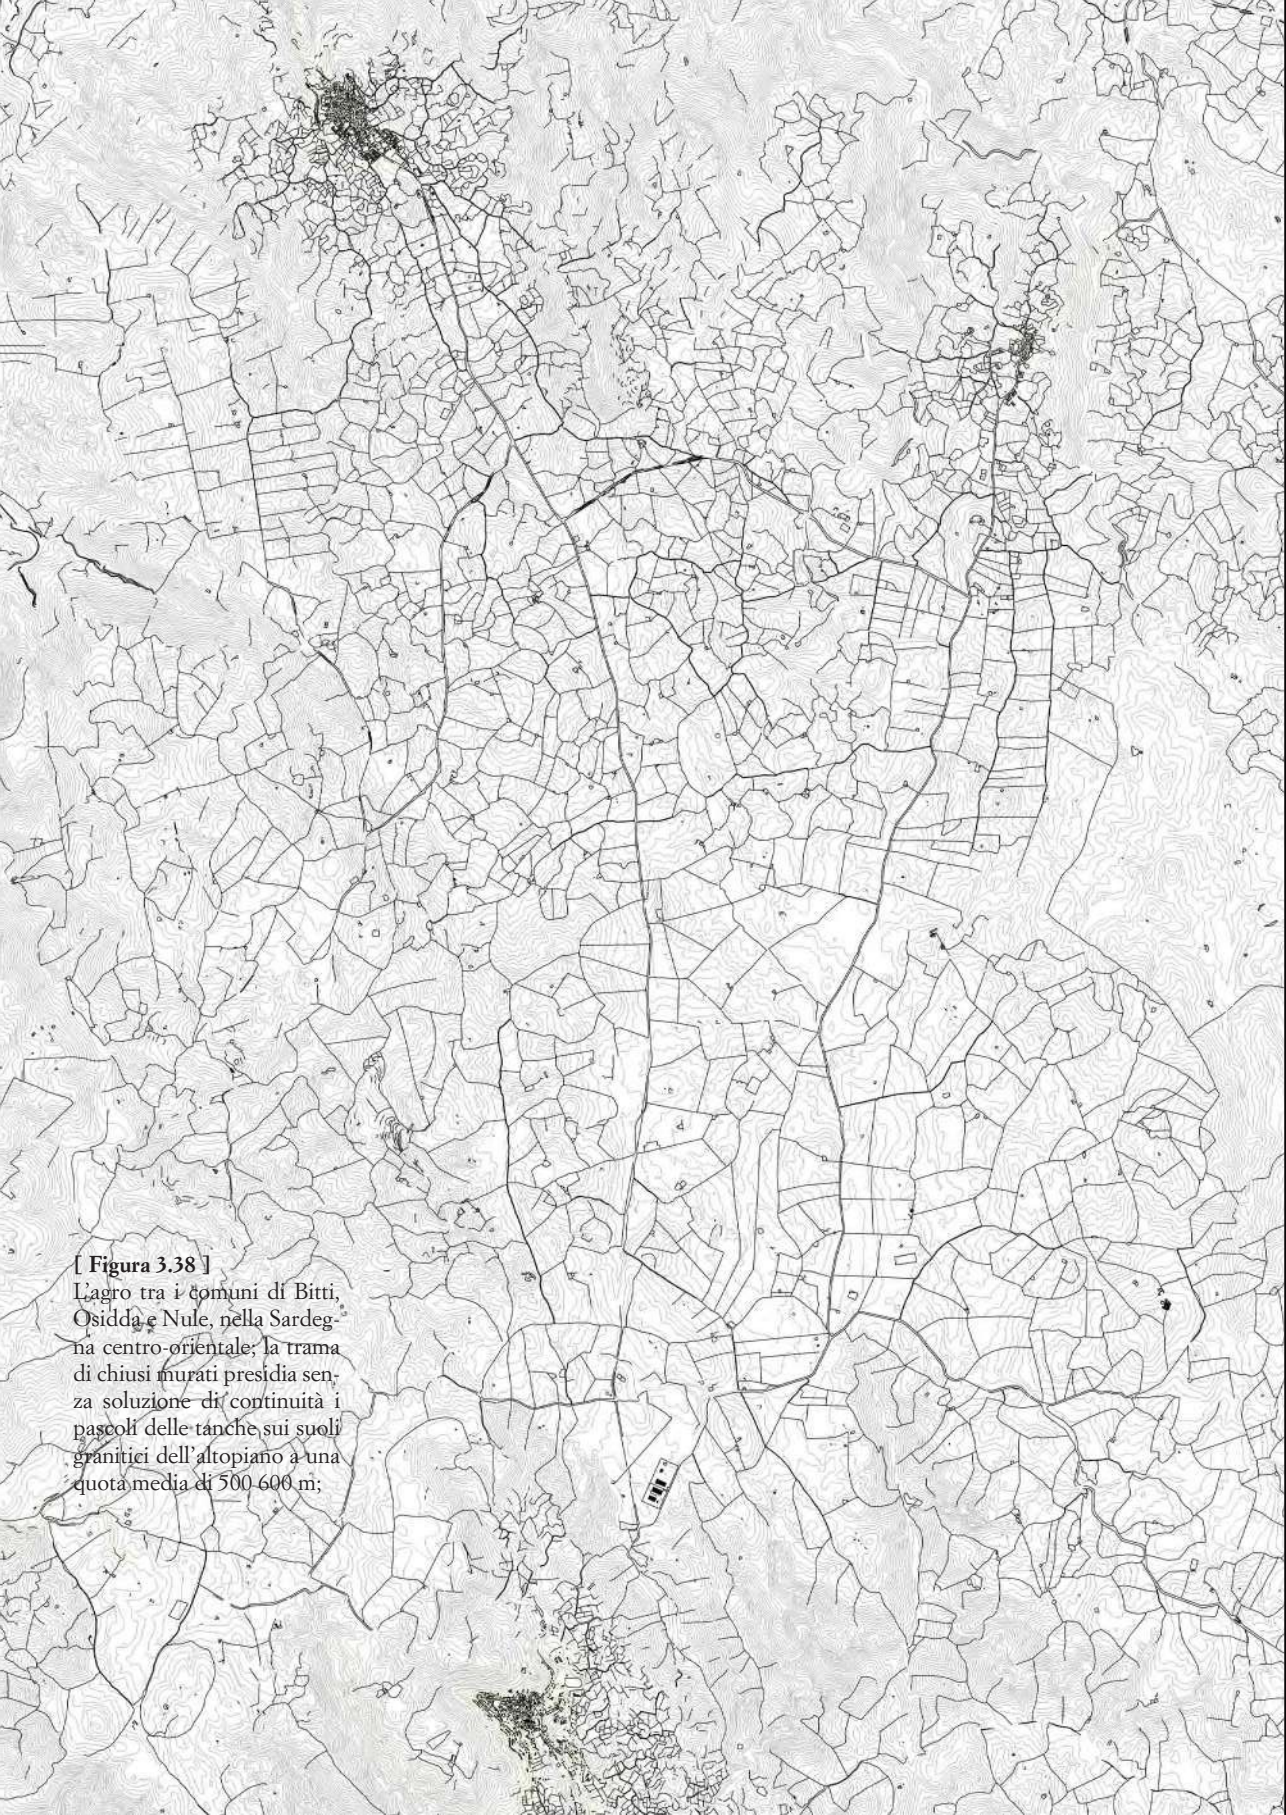 [ Figura 3.38 ]
L'agro tra i comuni di Bitti,
Osidda e Nule, nella Sardeg-
na centro-orientale; la trama
di chiusi murati presidia sen-
za soluzione di continuità i
pascoli delle tanche sui suoli
granitici dell'altopiano a una
quota media di 500-600 m;